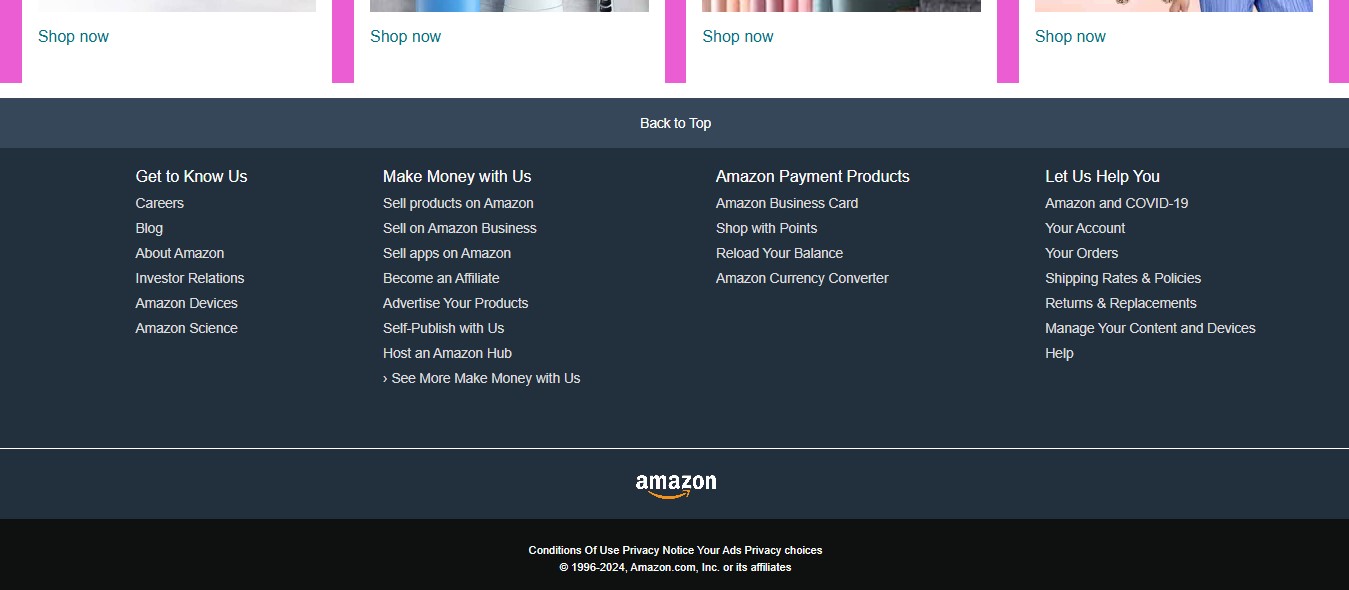 Shop now
Shop now
Shop now
Shop now
Back to Top
Get to Know Us
Careers
Blog
About Amazon
Investor Relations
Amazon Devices
Amazon Science
Make Money with Us
Sell products on Amazon
Sell on Amazon Business
Sell apps on Amazon
Become an Affiliate
Advertise Your Products
Self-Publish with Us
Host an Amazon Hub
› See More Make Money with Us
Amazon Payment Products
Amazon Business Card
Shop with Points
Reload Your Balance
Amazon Currency Converter
Let Us Help You
Amazon and COVID-19
Your Account
Your Orders
Shipping Rates & Policies
Returns & Replacements
Manage Your Content and Devices
Help
amazon
Conditions Of Use Privacy Notice Your Ads Privacy choices
© 1996-2024, Amazon.com, Inc. or its affiliates